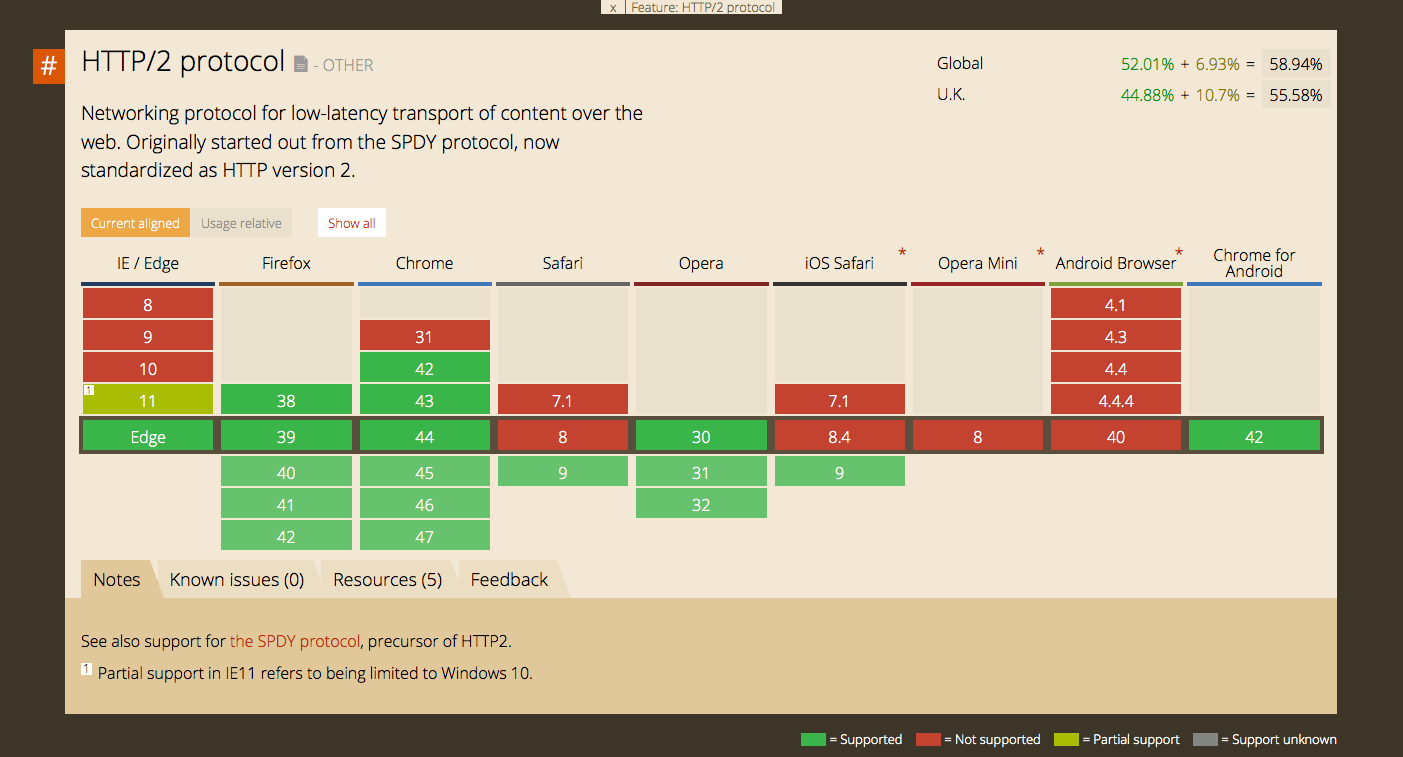 x Feature: HTTP/2 protocol
# HTTP/2 protocol - OTHER
Global 52.01% + 6.93% = 58.94%
U.K. 44.88% + 10.7% = 55.58%
Networking protocol for low-latency transport of content over the
web. Originally started out from the SPDY protocol, now
standardized as HTTP version 2.
Current aligned Usage relative Show all
IE / Edge Firefox Chrome Safari Opera iOS Safari * Opera Mini * Android Browser * Chrome for Android
8 4.1
9 31 4.3
10 42 4.4
1 11 38 43 7.1 7.1 4.4.4
Edge 39 44 8 30 8.4 8 40 42
40 45 9 31 9
41 46 32
42 47
Notes Known issues (0) Resources (5) Feedback
See also support for the SPDY protocol, precursor of HTTP2.
1 Partial support in IE11 refers to being limited to Windows 10.
= Supported = Not supported = Partial support = Support unknown